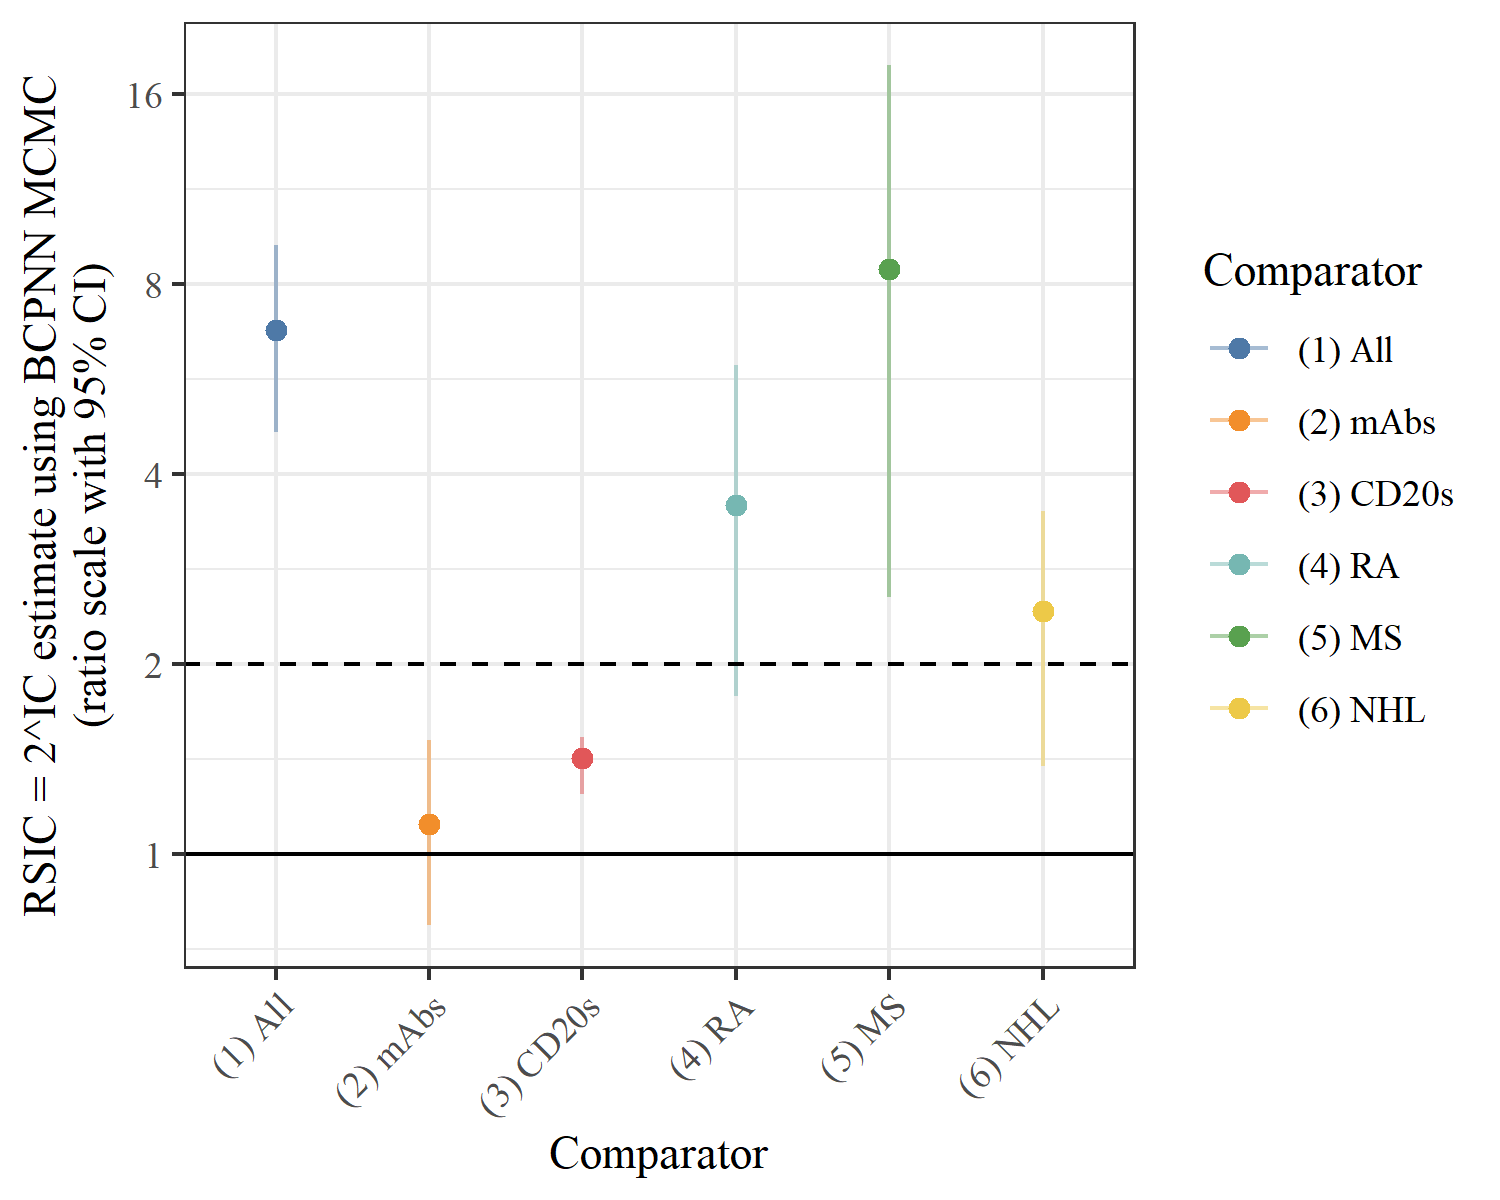 RSIC = 2^IC estimate using BCPNN MCMC
(ratio scale with 95% CI)
16
8
4
2
1
(1) All
(2) mAbs
(3) CD20s
(4) RA
(5) MS
(6) NHL
Comparator
Comparator
(1) All
(2) mAbs
(3) CD20s
(4) RA
(5) MS
(6) NHL